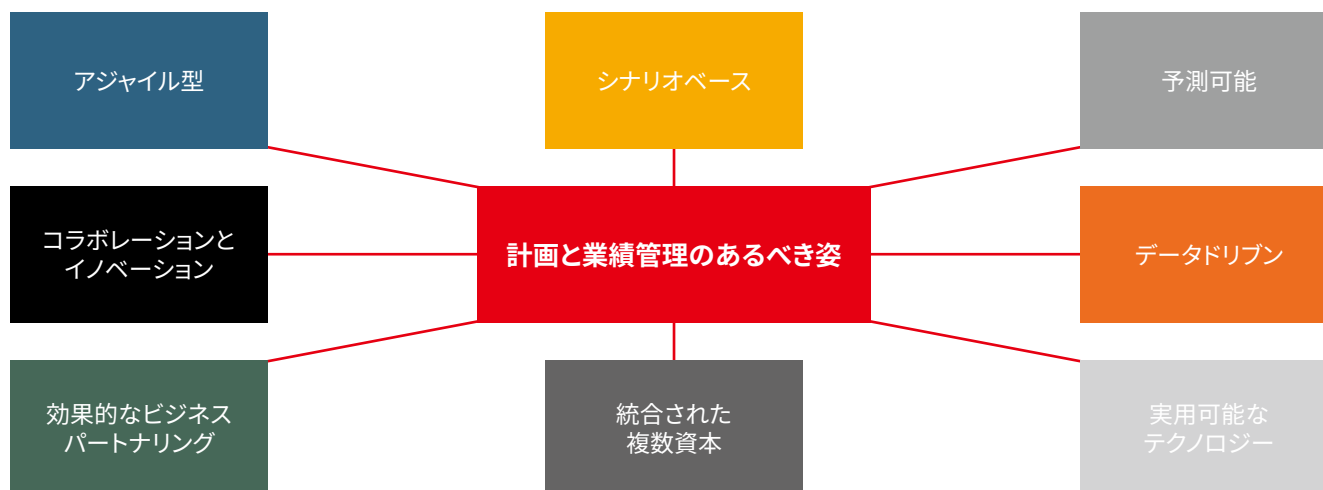 アジャイル型
シナリオベース
予測可能
コラボレーションと
イノベーション
計画と業績管理のあるべき姿
データドリブン
効果的なビジネス
パートナリング
統合された
複数資本
実用可能な
テクノロジー